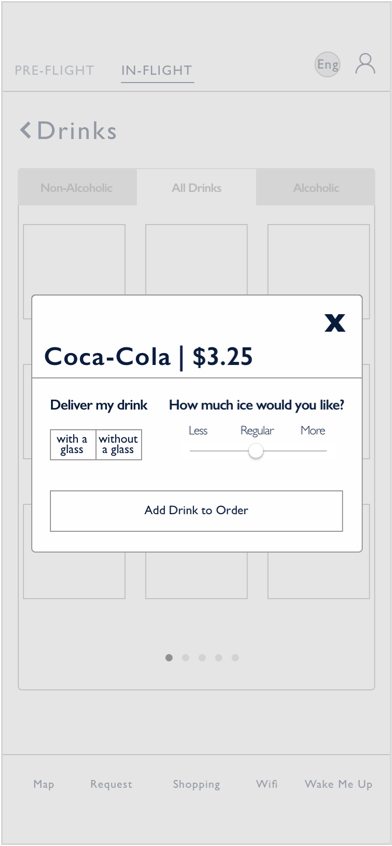 PRE-FLIGHT IN-FLIGHT Eng
Drinks
Non-Alcoholic All Drinks Alcoholic
X
Coca-Cola | $3.25
Deliver my drink How much ice would you like?
Less Regular More
with a without
glass a glass
Add Drink to Order
Map Request Shopping Wifi Wake Me Up